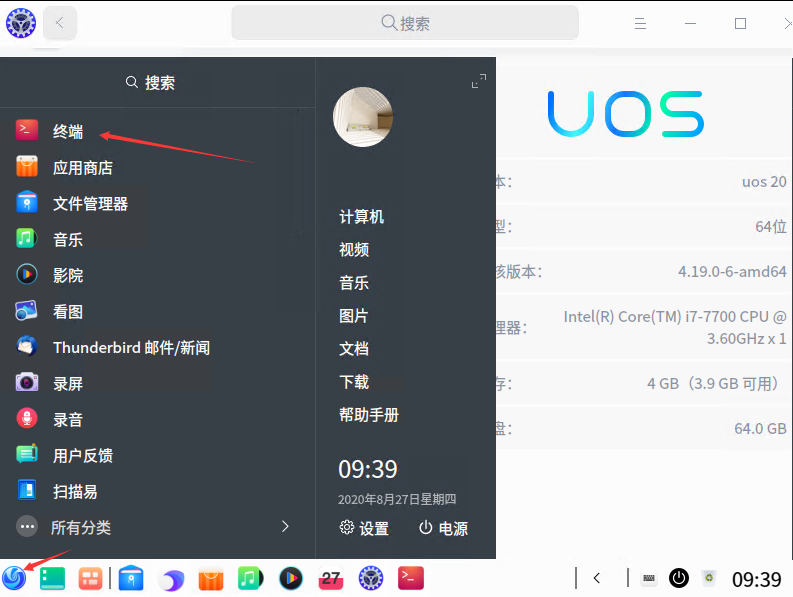 搜索
搜索
终端
应用商店
文件管理器
音乐
影院
看图
Thunderbird 邮件/新闻
录屏
录音
用户反馈
扫描易
所有分类
计算机
视频
音乐
图片
文档
下载
帮助手册
09:39
2020年8月27日星期四
设置
电源
UOS
本: uos 20
型: 64位
核版本: 4.19.0-6-amd64
理器: Intel(R) Core(TM) i7-7700 CPU @
3.60GHz x 1
存: 4 GB（3.9 GB 可用）
盘: 64.0 GB
27
09:39